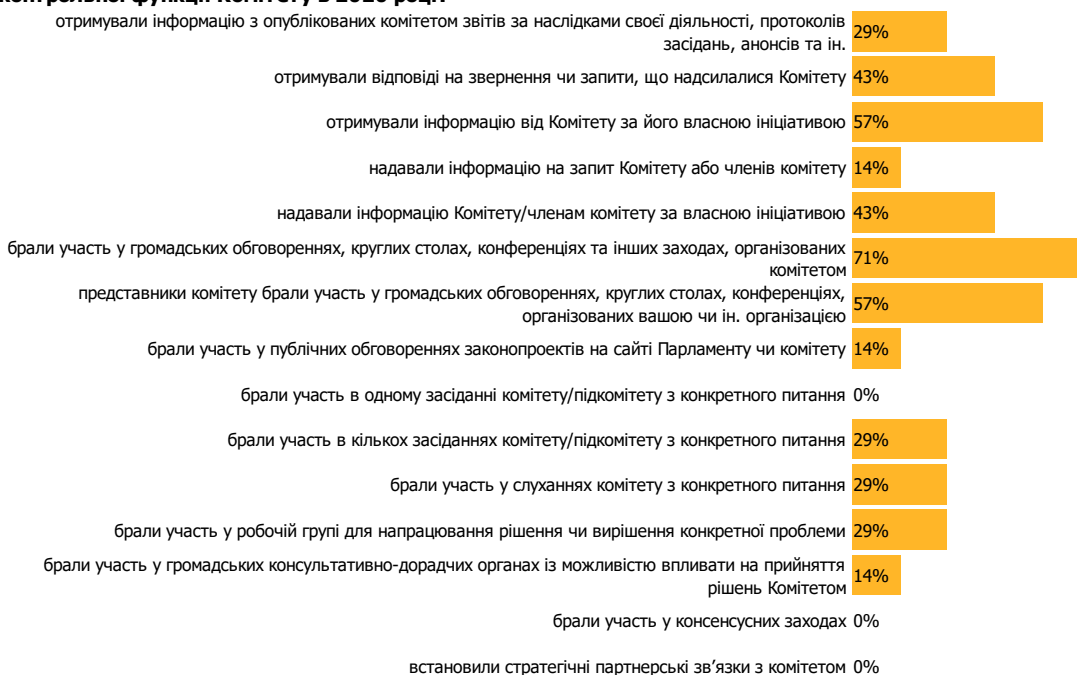 отримували інформацію з опублікованих комітетом звітів за наслідками своєї діяльності, протоколів
засідань, анонсів та ін.
29%
отримували відповіді на звернення чи запити, що надсилалися Комітету 43%
отримували інформацію від Комітету за його власною ініціативою 57%
надавали інформацію на запит Комітету або членів комітету 14%
надавали інформацію Комітету/членам комітету за власною ініціативою 43%
брали участь у громадських обговореннях, круглих столах, конференціях та інших заходах, організованих
комітетом
71%
представники комітету брали участь у громадських обговореннях, круглих столах, конференціях,
організованих вашою чи ін. організацією
57%
брали участь у публічних обговореннях законопроектів на сайті Парламенту чи комітету 14%
брали участь в одному засіданні комітету/підкомітету з конкретного питання 0%
брали участь в кількох засіданнях комітету/підкомітету з конкретного питання 29%
брали участь у слуханнях комітету з конкретного питання 29%
брали участь у робочій групі для напрацювання рішення чи вирішення конкретної проблеми 29%
брали участь у громадських консультативно-дорадчих органах із можливістю впливати на прийняття
рішень Комітетом
14%
брали участь у консенсусних заходах 0%
встановили стратегічні партнерські зв’язки з комітетом 0%